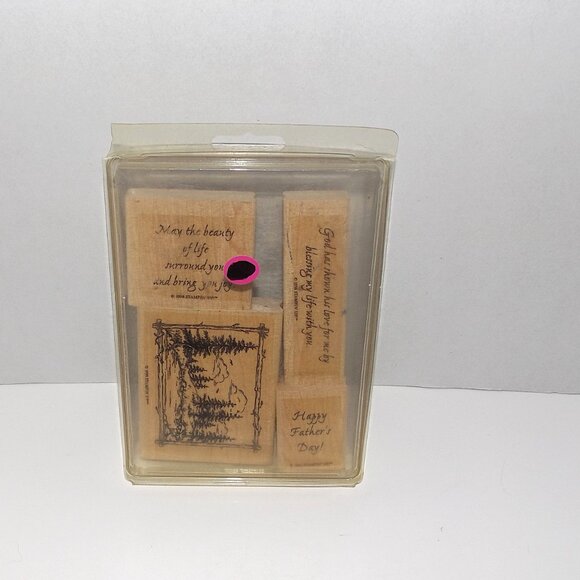 May the beauty
of life
surround you
and bring you joy.
God has shown his love for me by
blessing my life with you
Happy
Father's
Day!